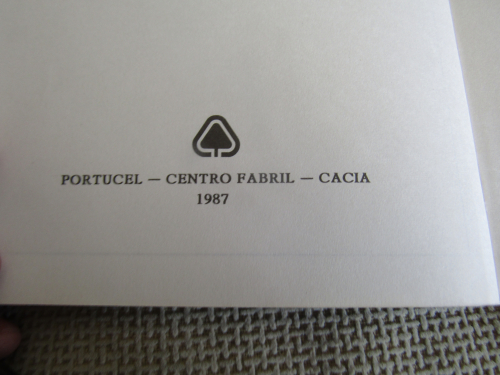 PORTUCEL — CENTRO FABRIL — CACIA
1987